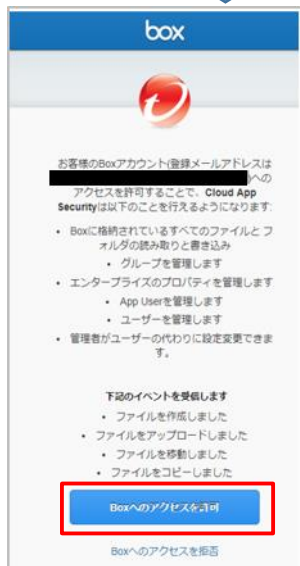 box
お客様のBoxアカウント(登録メールアドレスは
)への
アクセスを許可することで、Cloud App
Securityは以下のことを行えるようになります:
• Boxに格納されているすべてのファイルとフ
ォルダの読み取りと書き込み
• グループを管理します
• エンタープライズのプロパティを管理します
• App Userを管理します
• ユーザーを管理します
• 管理者がユーザーの代わりに設定変更できま
す。
下記のイベントを受信します
• ファイルを作成しました
• ファイルをアップロードしました
• ファイルを移動しました
• ファイルをコピーしました
Boxへのアクセスを許可
Boxへのアクセスを拒否